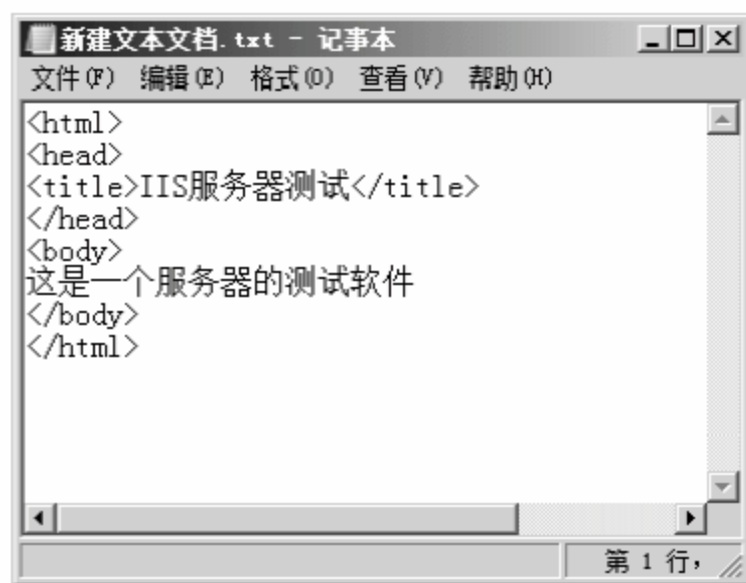 新建文本文档.txt - 记事本
文件(F) 编辑(E) 格式(O) 查看(V) 帮助(H)
<html>
<head>
<title>IIS服务器测试</title>
</head>
<body>
这是一个服务器的测试软件
</body>
</html>
第 1 行，